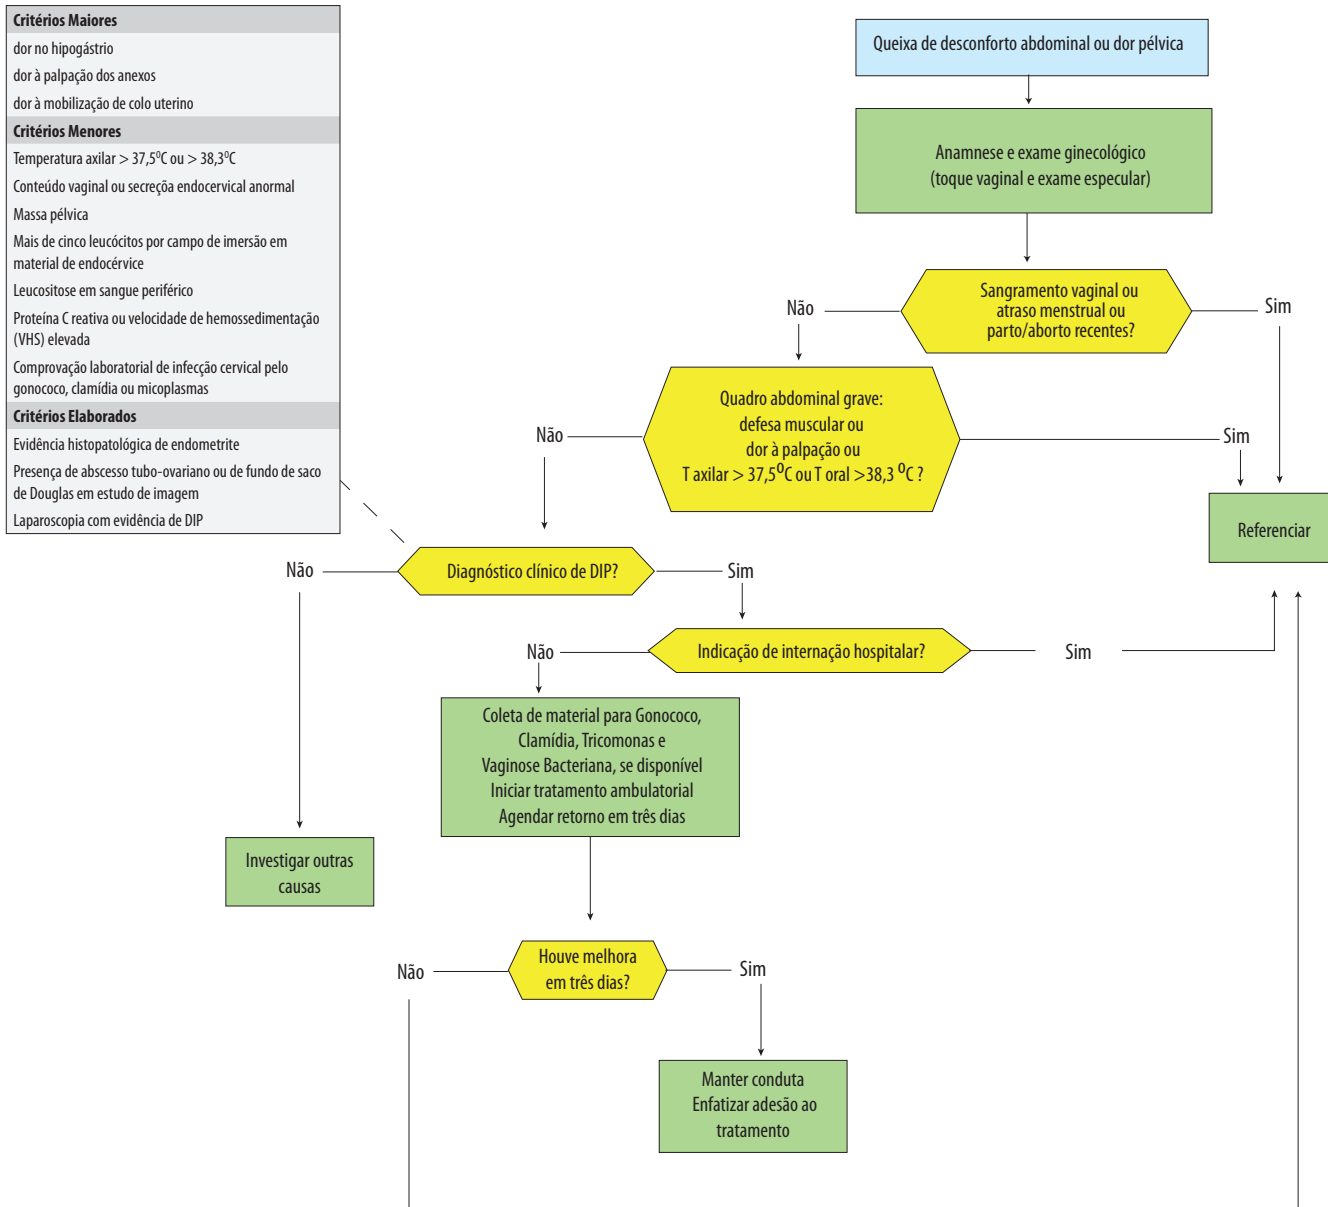 Critérios Maiores
dor no hipogástrio
dor à palpação dos anexos
dor à mobilização de colo uterino
Critérios Menores
Temperatura axilar > 37,5⁰C ou > 38,3⁰C
Conteúdo vaginal ou secreçõa endocervical anormal
Massa pélvica
Mais de cinco leucócitos por campo de imersão em
material de endocérvice
Leucositose em sangue periférico
Proteína C reativa ou velocidade de hemossedimentação
(VHS) elevada
Comprovação laboratorial de infecção cervical pelo
gonococo, clamídia ou micoplasmas
Critérios Elaborados
Evidência histopatológica de endometrite
Presença de abscesso tubo-ovariano ou de fundo de saco
de Douglas em estudo de imagem
Laparoscopia com evidência de DIP
Queixa de desconforto abdominal ou dor pélvica
Anamnese e exame ginecológico
(toque vaginal e exame especular)
Sangramento vaginal ou
atraso menstrual ou
parto/aborto recentes?
Não
Sim
Quadro abdominal grave:
defesa muscular ou
dor à palpação ou
T axilar > 37,5⁰C ou T oral >38,3 ⁰C ?
Não
Sim
Referenciar
Diagnóstico clínico de DIP?
Não
Sim
Indicação de internação hospitalar?
Não
Sim
Coleta de material para Gonococo,
Clamídia, Tricomonas e
Vaginose Bacteriana, se disponível
Iniciar tratamento ambulatorial
Agendar retorno em três dias
Investigar outras
causas
Houve melhora
em três dias?
Não
Sim
Manter conduta
Enfatizar adesão ao
tratamento